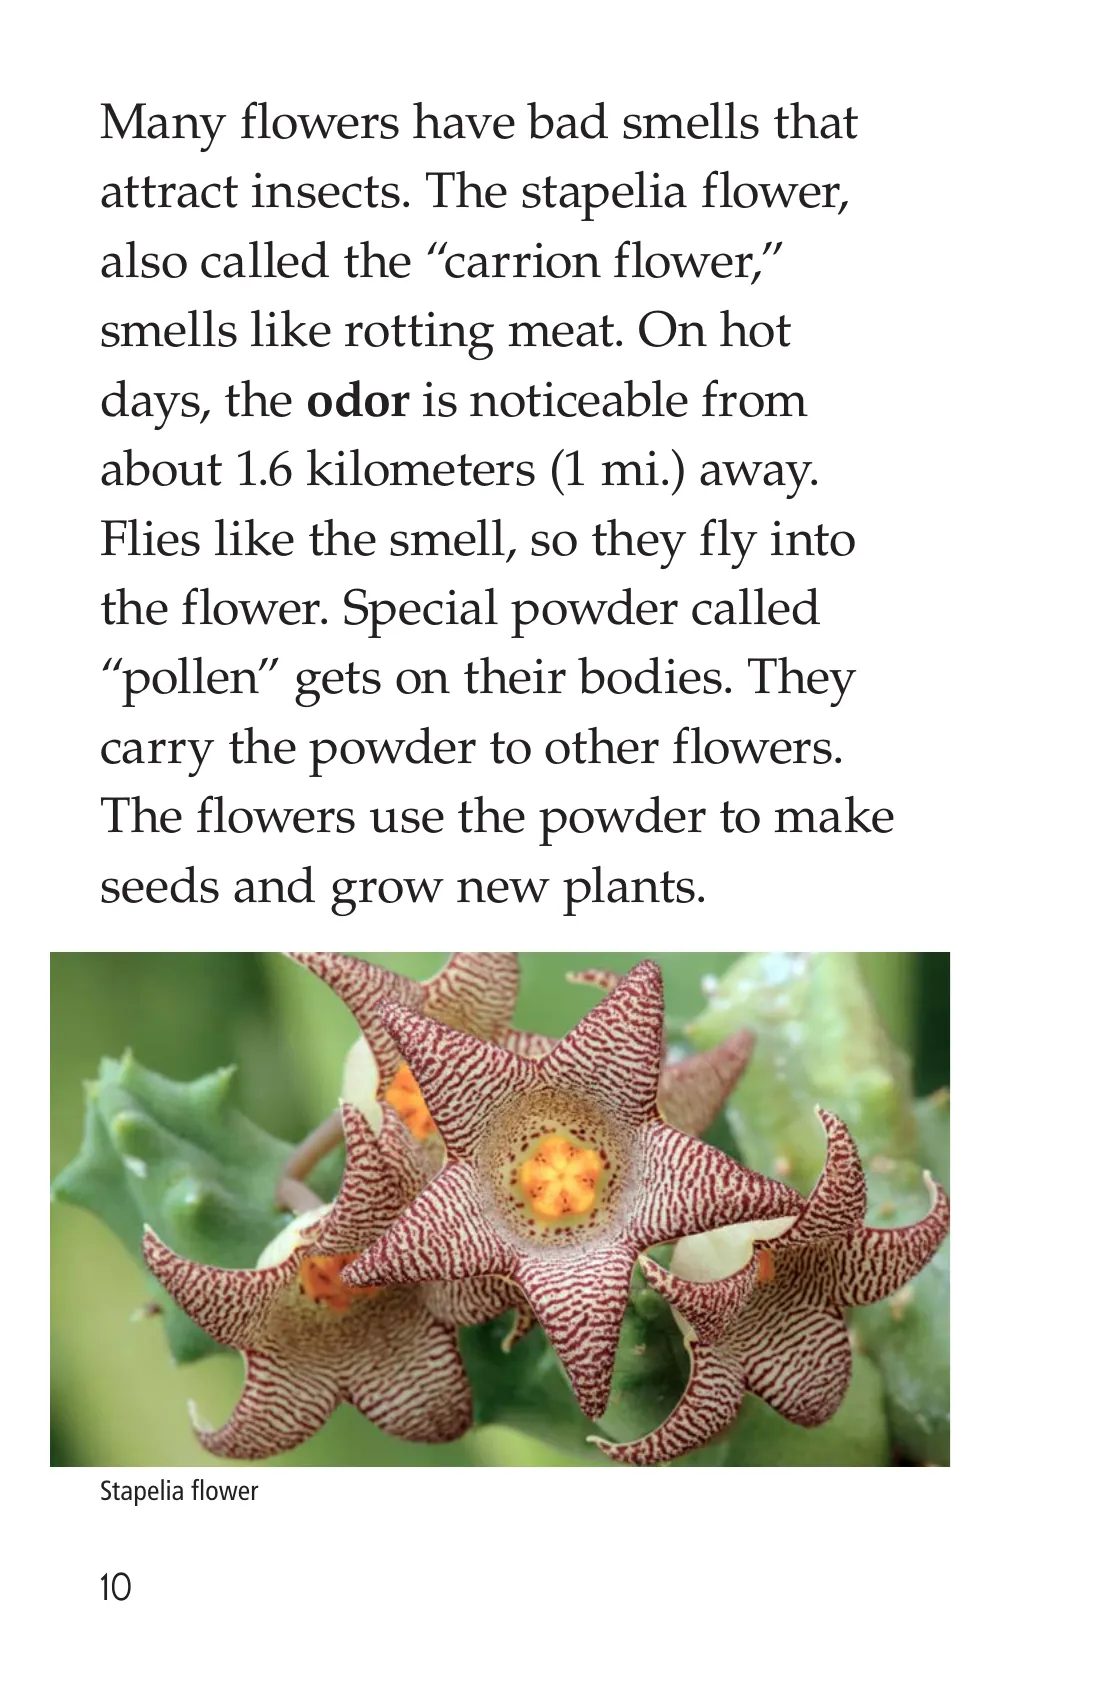 Many flowers have bad smells that
attract insects. The stapelia flower,
also called the “carrion flower,”
smells like rotting meat. On hot
days, the odor is noticeable from
about 1.6 kilometers (1 mi.) away.
Flies like the smell, so they fly into
the flower. Special powder called
“pollen” gets on their bodies. They
carry the powder to other flowers.
The flowers use the powder to make
seeds and grow new plants.
Stapelia flower
10